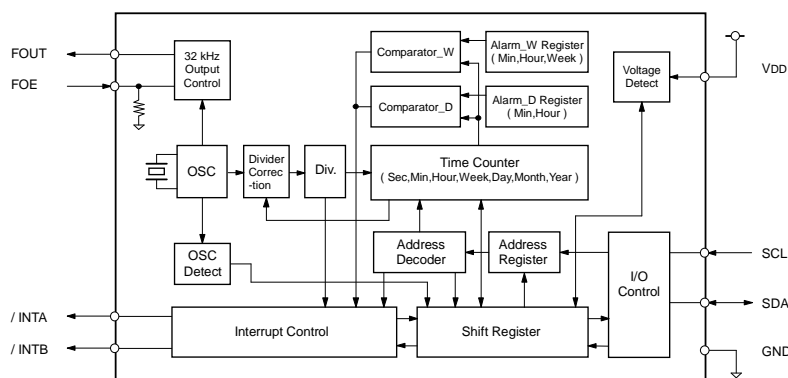 FOUT
FOE
32 kHz
Output
Control
Comparator_W
Alarm_W Register
( Min,Hour,Week)
Comparator_D
Alarm_D Register
( Min,Hour )
Voltage
Detect
VDD
OSC
Divider
Correc
-tion
Div.
Time Counter
( Sec,Min,Hour,Week,Day,Month,Year )
OSC
Detect
Address
Decoder
Address
Register
I/O
Control
SCL
SDA
GND
/ INTA
/ INTB
Interrupt Control
Shift Register